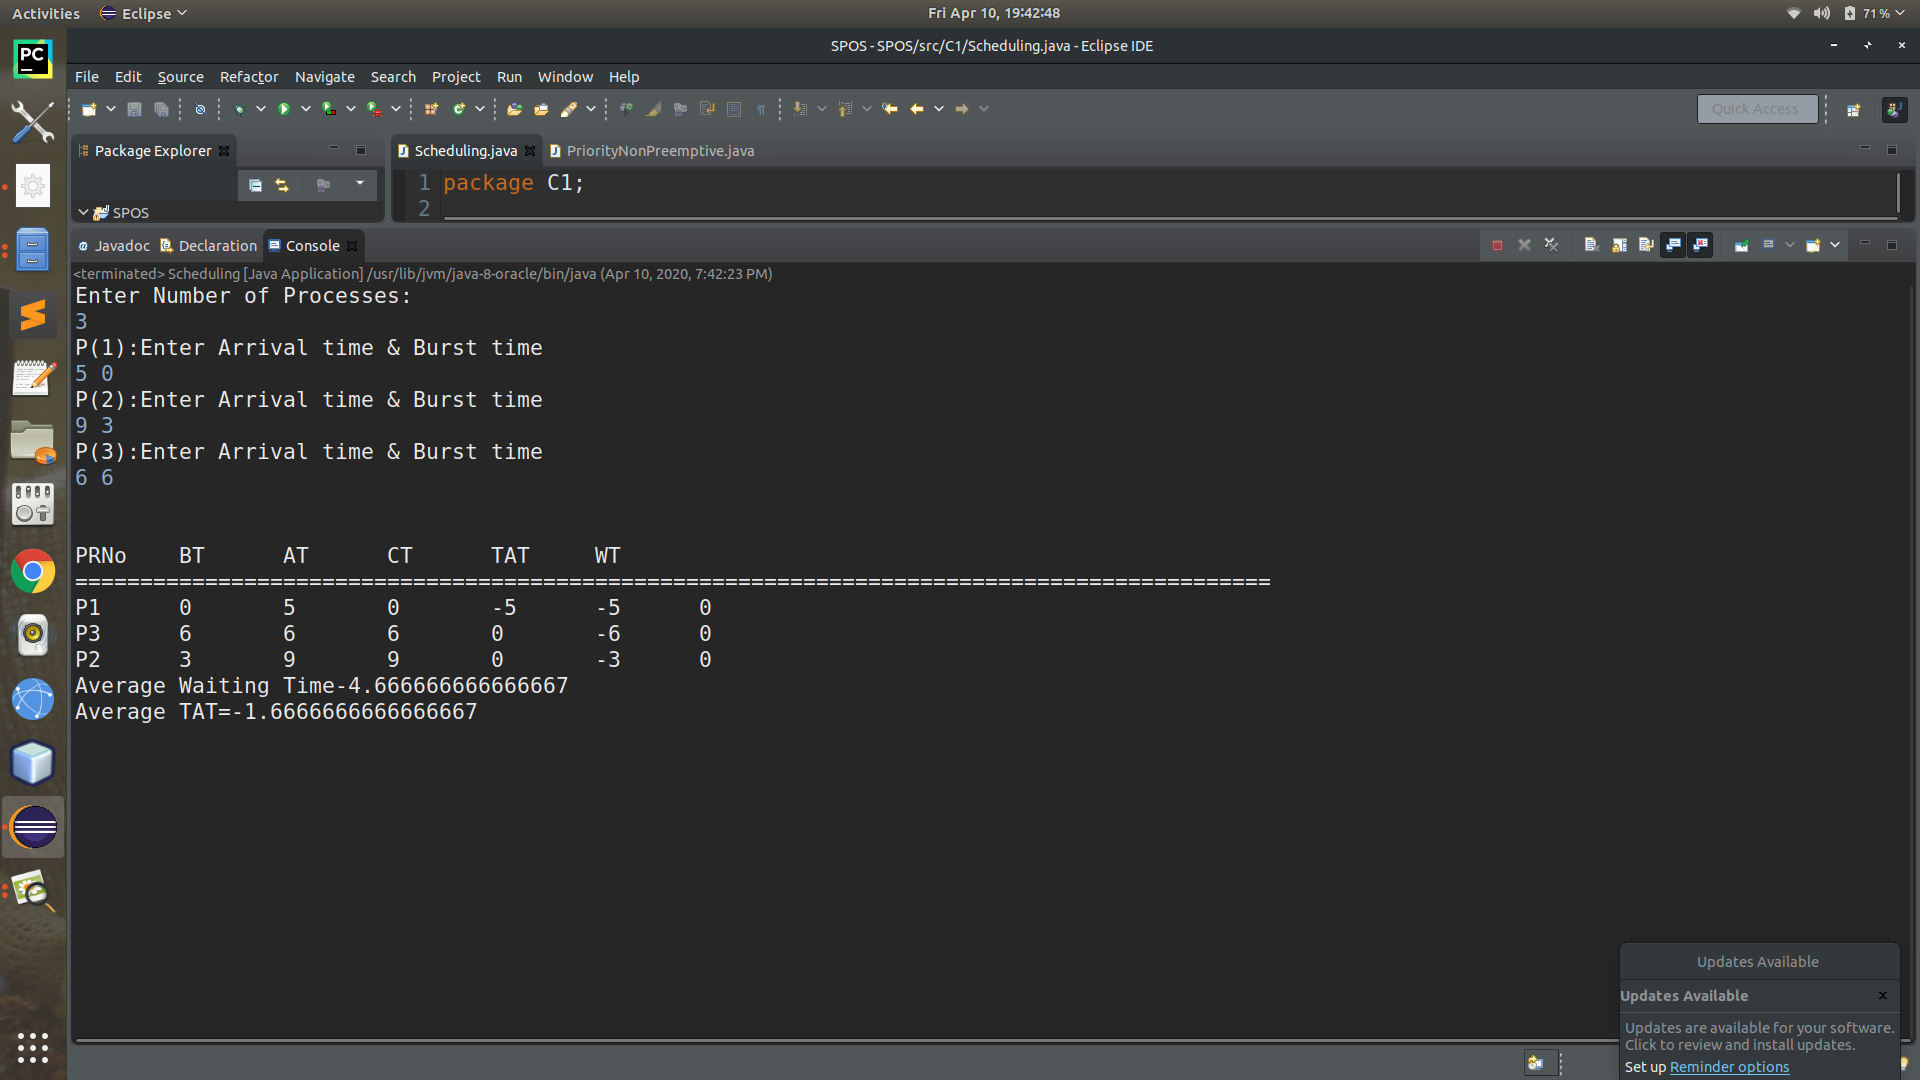 Activities Eclipse Fri Apr 10, 19:42:48 71%
SPOS - SPOS/src/C1/Scheduling.java - Eclipse IDE
File Edit Source Refactor Navigate Search Project Run Window Help
Quick Access
Package Explorer Scheduling.java PriorityNonPreemptive.java
1 package C1;
2
SPOS
Javadoc Declaration Console
<terminated> Scheduling [Java Application] /usr/lib/jvm/java-8-oracle/bin/java (Apr 10, 2020, 7:42:23 PM)
Enter Number of Processes:
3
P(1):Enter Arrival time & Burst time
5 0
P(2):Enter Arrival time & Burst time
9 3
P(3):Enter Arrival time & Burst time
6 6
PRNo BT AT CT TAT WT
============================================================================================
P1 0 5 0 -5 -5 0
P3 6 6 6 0 -6 0
P2 3 9 9 0 -3 0
Average Waiting Time-4.666666666666667
Average TAT=-1.6666666666666667
Updates Available
Updates Available
Updates are available for your software.
Click to review and install updates.
Set up Reminder options
PC